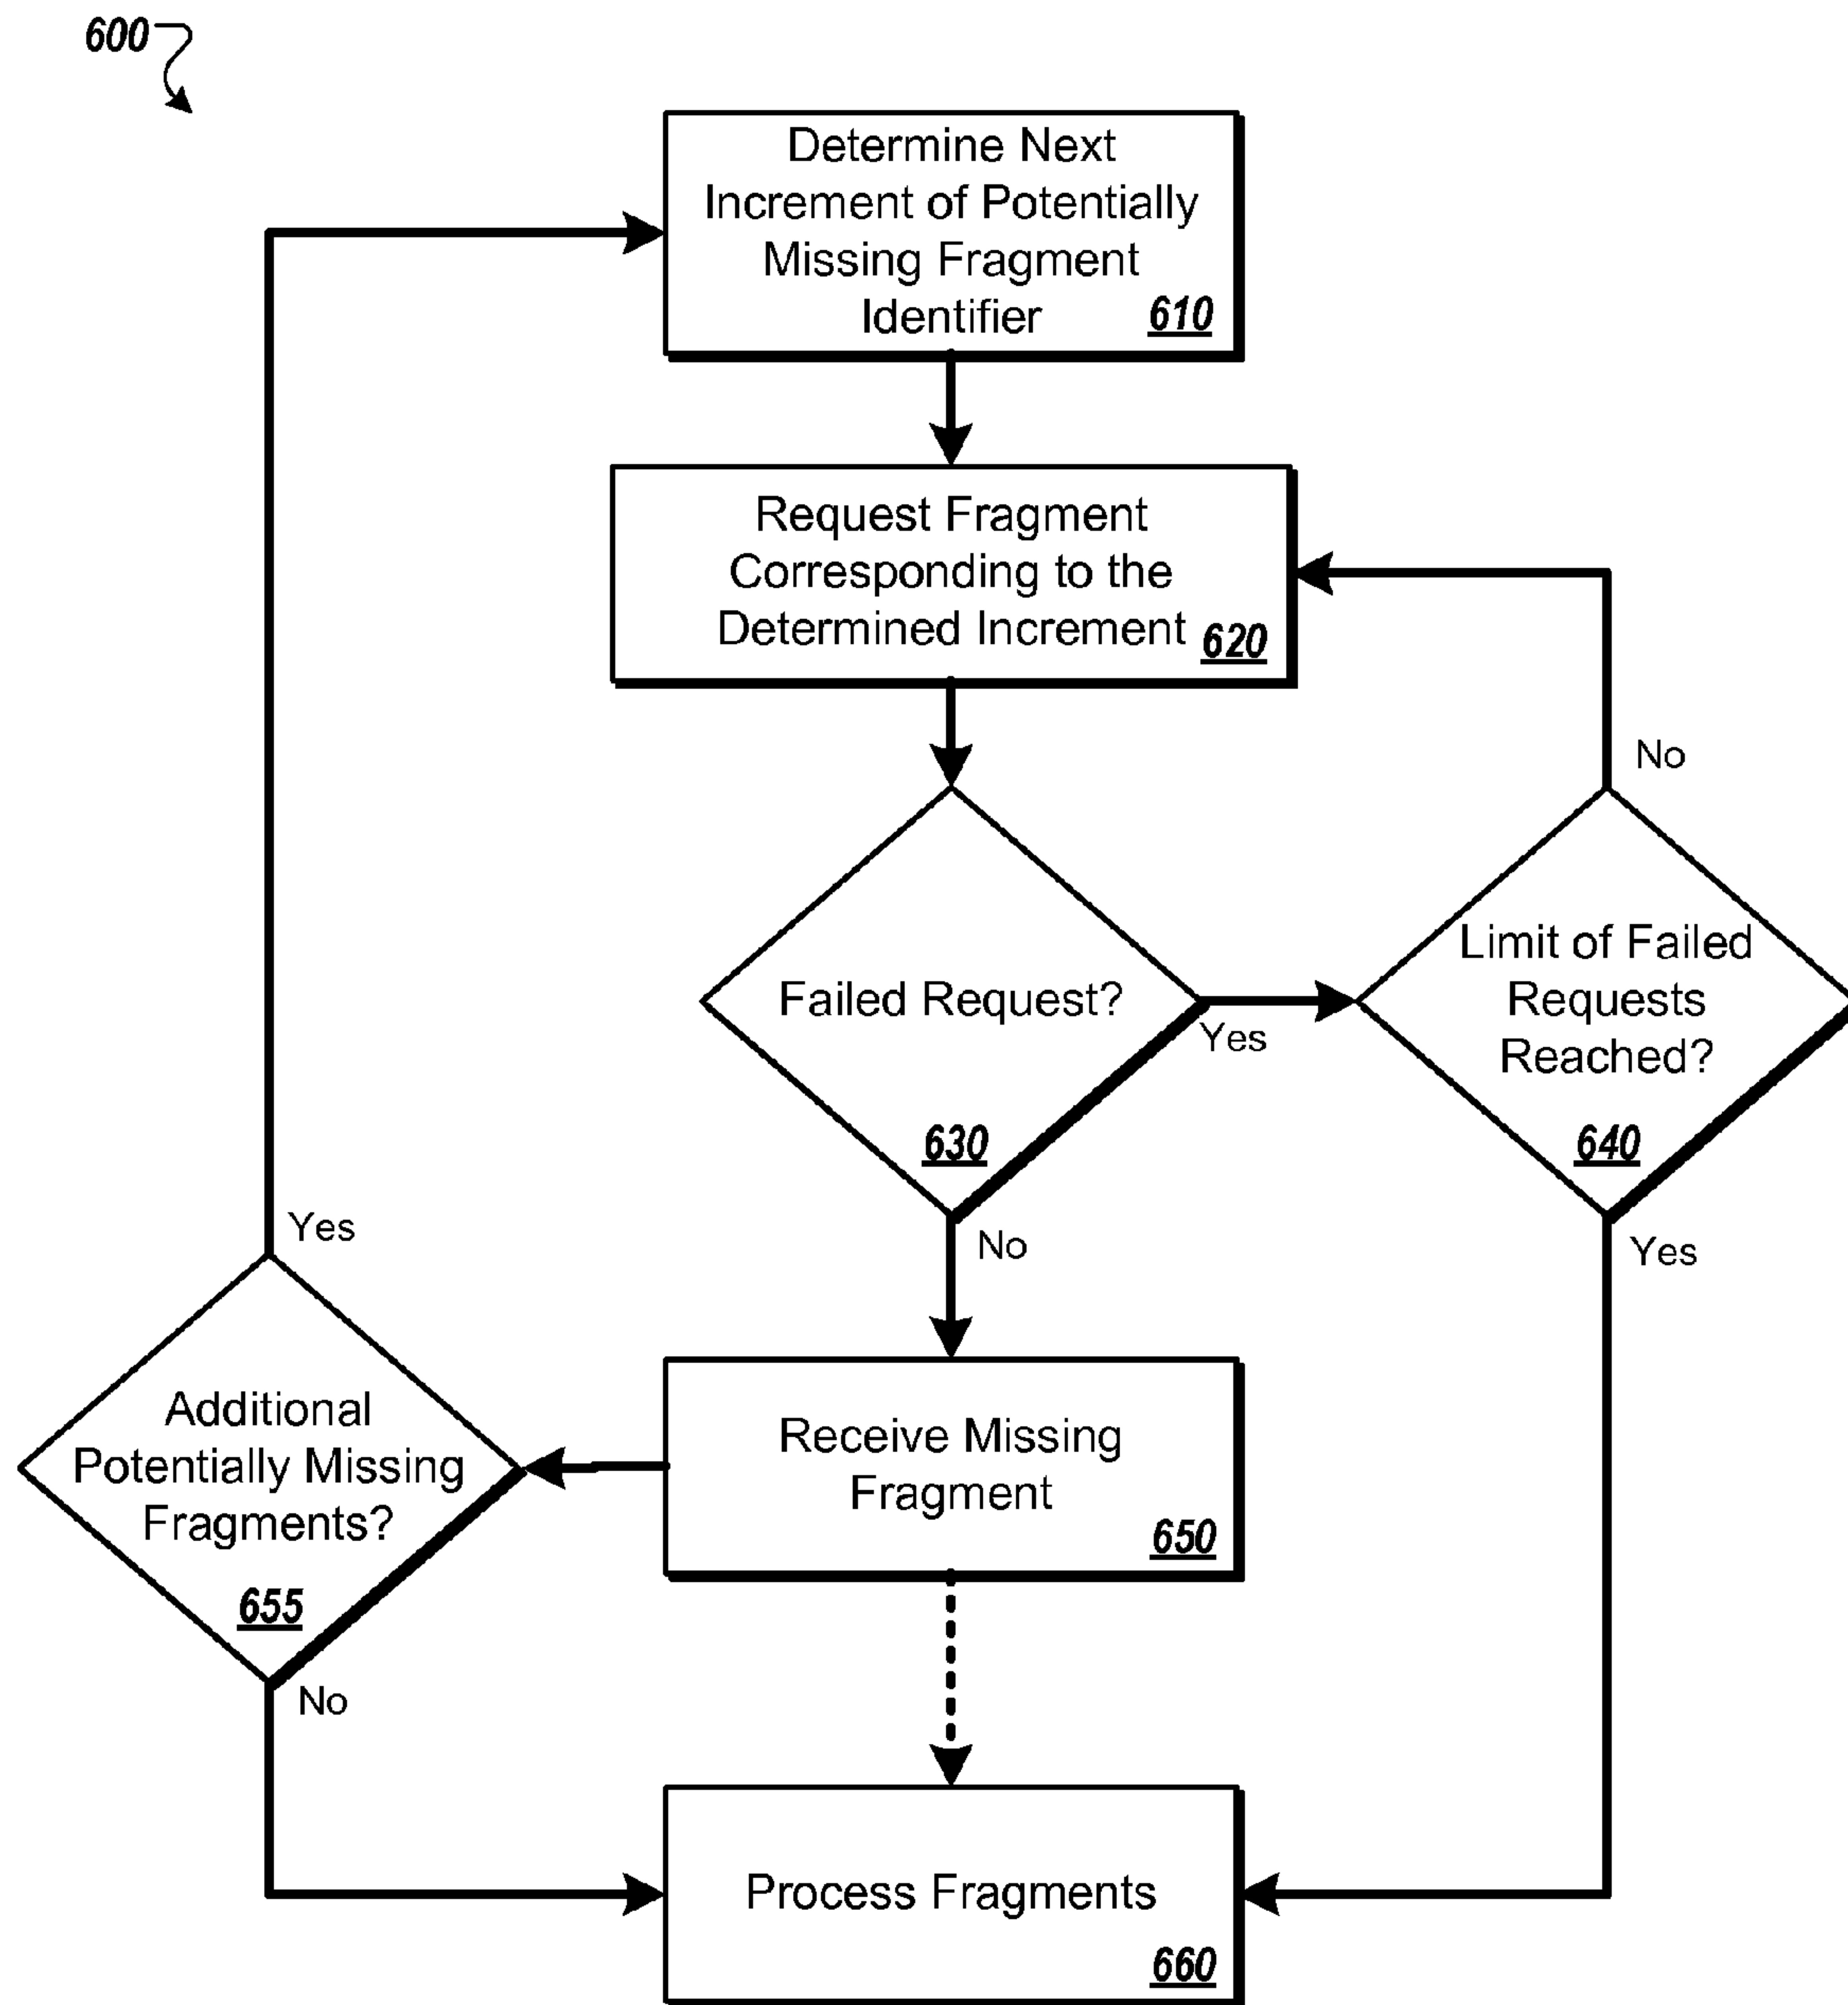 600
Determine Next
Increment of Potentially
Missing Fragment
Identifier
610
Request Fragment
Corresponding to the
Determined Increment
620
No
Failed Request?
630
Yes
Limit of Failed
Requests
Reached?
640
Yes
No
Yes
Additional
Potentially Missing
Fragments?
655
No
Receive Missing
Fragment
650
Process Fragments
660